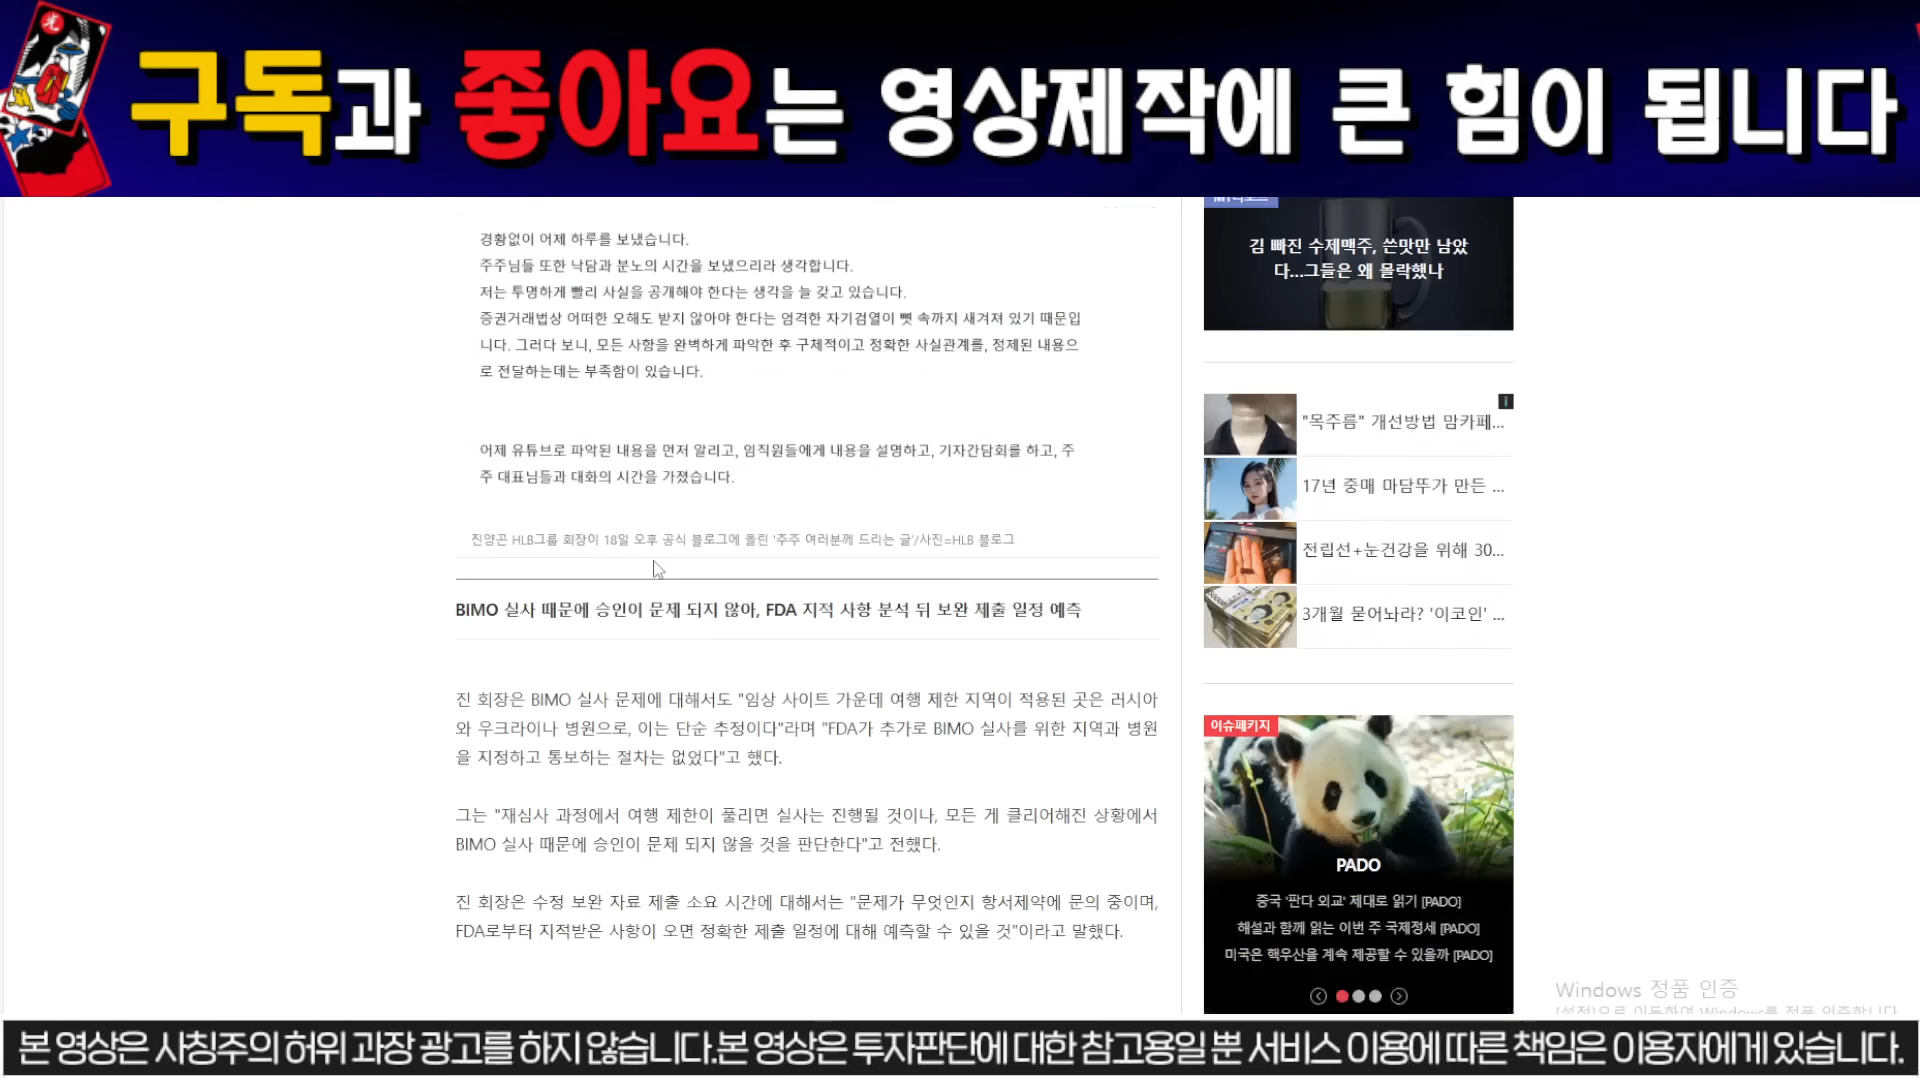 구독과 좋아요는 영상제작에 큰 힘이 됩니다
光
경황없이 어제 하루를 보냈습니다.
주주님들 또한 낙담과 분노의 시간을 보냈으리라 생각합니다.
저는 투명하게 빨리 사실을 공개해야 한다는 생각을 늘 갖고 있습니다.
증권거래법상 어떠한 오해도 받지 않아야 한다는 엄격한 자기검열이 뼛 속까지 새겨져 있기 때문입
니다. 그러다 보니, 모든 사항을 완벽하게 파악한 후 구체적이고 정확한 사실관계를, 정제된 내용으
로 전달하는데는 부족함이 있습니다.
어제 유튜브로 파악된 내용을 먼저 알리고, 임직원들에게 내용을 설명하고, 기자간담회를 하고, 주
주 대표님들과 대화의 시간을 가졌습니다.
진양곤 HLB그룹 회장이 18일 오후 공식 블로그에 올린 '주주 여러분께 드리는 글'/사진=HLB 블로그
BIMO 실사 때문에 승인이 문제 되지 않아, FDA 지적 사항 분석 뒤 보완 제출 일정 예측
진 회장은 BIMO 실사 문제에 대해서도 "임상 사이트 가운데 여행 제한 지역이 적용된 곳은 러시아
와 우크라이나 병원으로, 이는 단순 추정이다"라며 "FDA가 추가로 BIMO 실사를 위한 지역과 병원
을 지정하고 통보하는 절차는 없었다"고 했다.
그는 "재심사 과정에서 여행 제한이 풀리면 실사는 진행될 것이나, 모든 게 클리어해진 상황에서
BIMO 실사 때문에 승인이 문제 되지 않을 것을 판단한다"고 전했다.
진 회장은 수정 보완 자료 제출 소요 시간에 대해서는 "문제가 무엇인지 항서제약에 문의 중이며,
FDA로부터 지적받은 사항이 오면 정확한 제출 일정에 대해 예측할 수 있을 것"이라고 말했다.
김 빠진 수제맥주, 쓴맛만 남았
다...그들은 왜 몰락했나
"목주름" 개선방법 맘카페...
17년 중매 마담뚜가 만든 ...
전립선+눈건강을 위해 30...
3개월 묻어놔라? '이코인' ...
이슈패키지
PADO
중국 '판다 외교' 제대로 읽기 [PADO]
해설과 함께 읽는 이번 주 국제정세 [PADO]
미국은 핵우산을 계속 제공할 수 있을까 [PADO]
Windows 정품 인증
본 영상은 사칭주의 허위 과장 광고를 하지 않습니다.본 영상은 투자판단에 대한 참고용일 뿐 서비스 이용에 따른 책임은 이용자에게 있습니다.